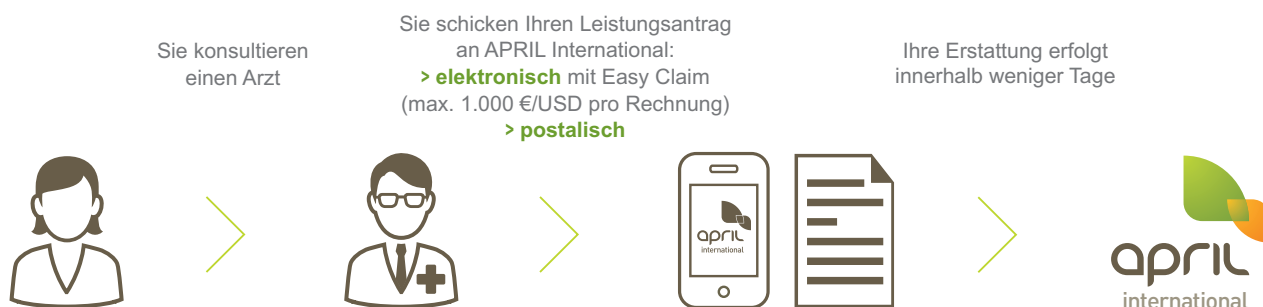 Sie konsultieren
einen Arzt
Sie schicken Ihren Leistungsantrag
an APRIL International:
> elektronisch mit Easy Claim
(max. 1.000 €/USD pro Rechnung)
> postalisch
Ihre Erstattung erfolgt
innerhalb weniger Tage
april
international
april
international